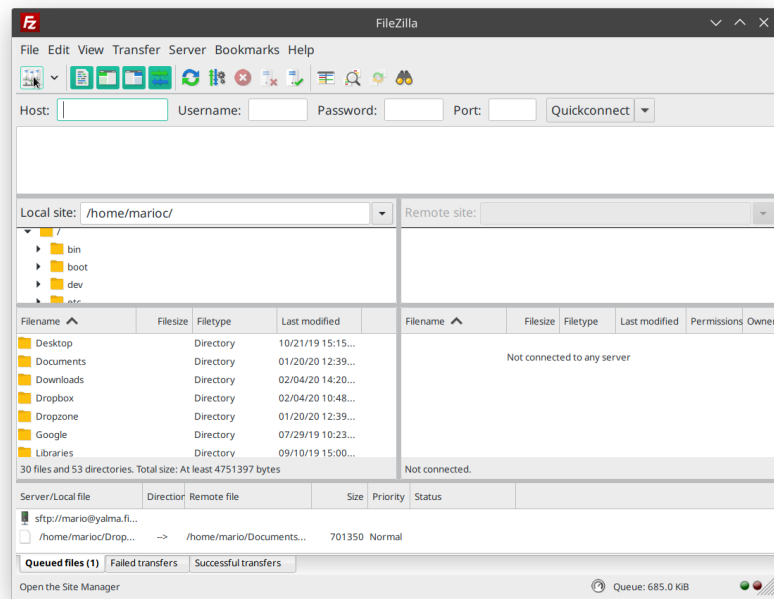 Fz
FileZilla
File Edit View Transfer Server Bookmarks Help
Host: Username: Password: Port: Quickconnect
Local site: /home/marioc/
Remote site:
/
bin
boot
dev
etc
Filename Filesize Filetype Last modified
Desktop Directory 10/21/19 15:15...
Documents Directory 01/20/20 12:39...
Downloads Directory 02/04/20 14:20...
Dropbox Directory 02/04/20 10:48...
Dropzone Directory 01/20/20 12:39...
Google Directory 07/29/19 10:23...
Libraries Directory 09/10/19 15:00...
30 files and 53 directories. Total size: At least 4751397 bytes
Filename Filesize Filetype Last modified Permissions Owner
Not connected to any server
Not connected.
Server/Local file Direction Remote file Size Priority Status
sftp://mario@yalma.fi...
/home/marioc/Drop... --> /home/mario/Documents... 701350 Normal
Queued files (1) Failed transfers Successful transfers
Open the Site Manager
Queue: 685.0 KiB